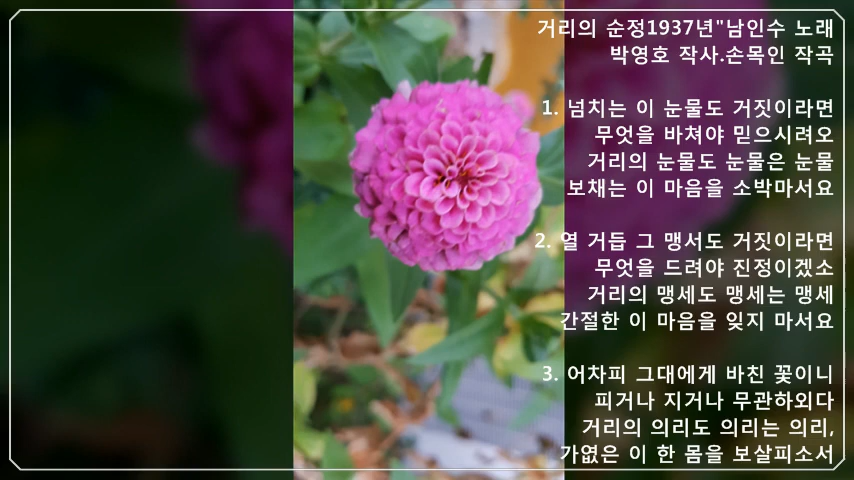 거리의 순정1937년"남인수 노래
박영호 작사.손목인 작곡
1. 넘치는 이 눈물도 거짓이라면
무엇을 바쳐야 믿으시려오
거리의 눈물도 눈물은 눈물
보채는 이 마음을 소박마서요
2. 열 거듭 그 맹서도 거짓이라면
무엇을 드려야 진정이겠소
거리의 맹세도 맹세는 맹세
간절한 이 마음을 잊지 마서요
3. 어차피 그대에게 바친 꽃이니
피거나 지거나 무관하외다
거리의 의리도 의리는 의리,
가엾은 이 한 몸을 보살피소서